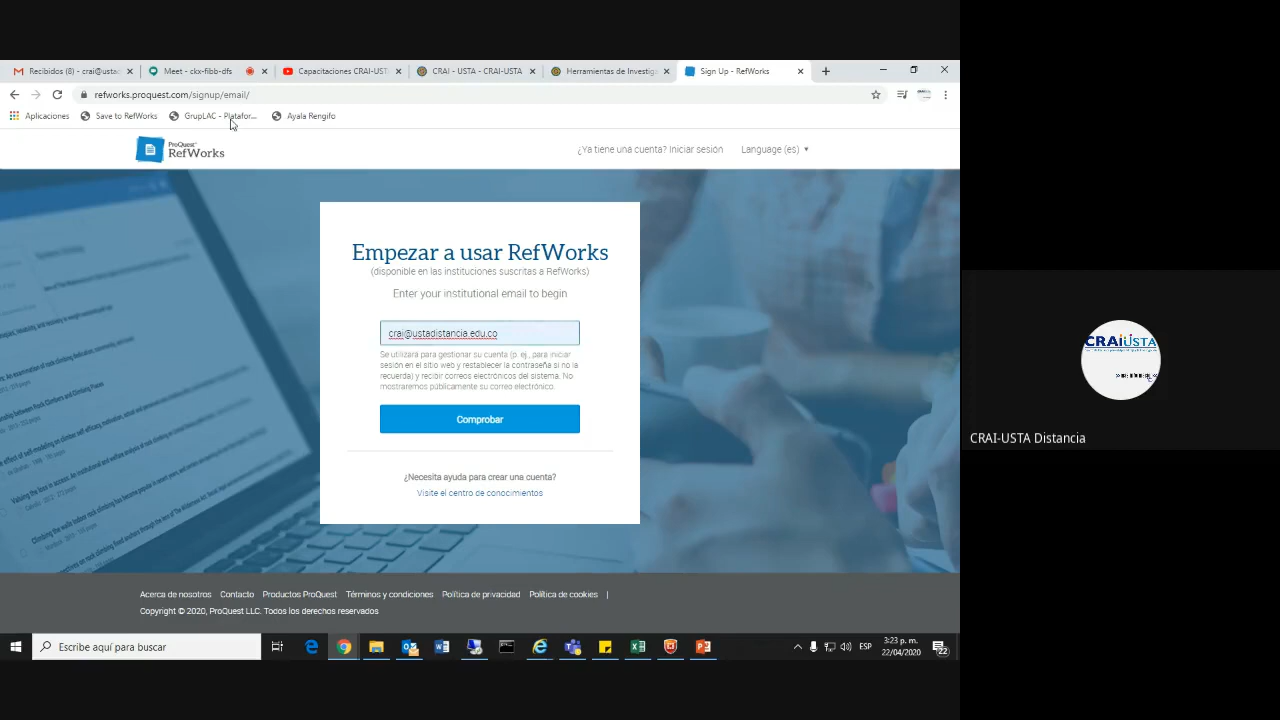 Recibidos (8) - crai@usta
Meet - ckx-fibb-dfs
Capacitaciones CRAI-UST
CRAI - USTA - CRAI-USTA
Herramientas de Investiga
Sign Up - RefWorks
refworks.proquest.com/signup/email/
Aplicaciones
Save to RefWorks
GrupLAC - Platafor...
Ayala Rengifo
ProQuest
RefWorks
¿Ya tiene una cuenta? Iniciar sesión
Language (es)
Empezar a usar RefWorks
(disponible en las instituciones suscritas a RefWorks)
Enter your institutional email to begin
crai@ustadistancia.edu.co
Se utilizará para gestionar su cuenta (p. ej., para iniciar
sesión en el sitio web y restablecer la contraseña si no la
recuerda) y recibir correos electrónicos del sistema. No
mostraremos públicamente su correo electrónico.
Comprobar
¿Necesita ayuda para crear una cuenta?
Visite el centro de conocimientos
CRAIUSTA
CRAI-USTA Distancia
Acerca de nosotros
Contacto
Productos ProQuest
Términos y condiciones
Política de privacidad
Política de cookies |
Copyright © 2020, ProQuest LLC. Todos los derechos reservados
Escribe aquí para buscar
ESP
3:23 p. m.
22/04/2020
22